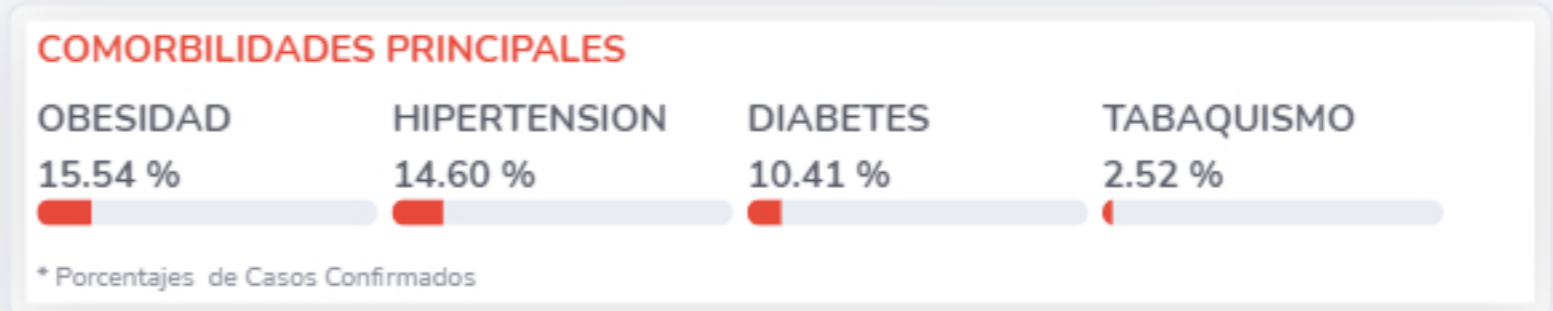 COMORBILIDADES PRINCIPALES
OBESIDAD HIPERTENSION DIABETES TABAQUISMO
15.54 % 14.60 % 10.41 % 2.52 %
* Porcentajes de Casos Confirmados